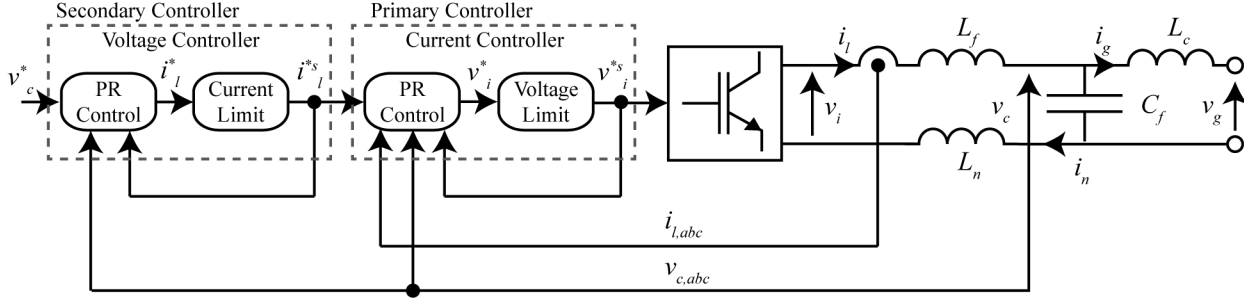 Secondary Controller
Primary Controller
Voltage Controller
Current Controller
v*c
PR Control
i*l
Current Limit
i*sl
PR Control
v*i
Voltage Limit
v*si
il
Lf
ig
Lc
vi
vc
Cf
vg
Ln
in
il,abc
vc,abc